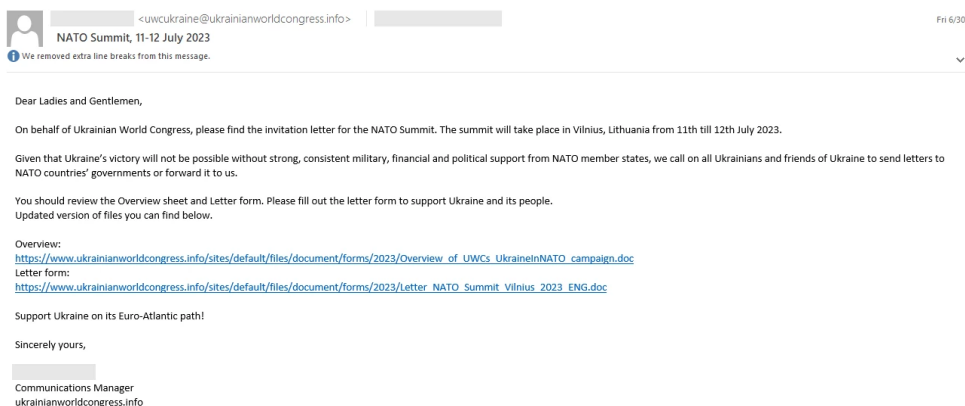 <uwcukraine@ukrainianworldcongress.info>
Fri 6/30
NATO Summit, 11-12 July 2023
We removed extra line breaks from this message.
Dear Ladies and Gentlemen,
On behalf of Ukrainian World Congress, please find the invitation letter for the NATO Summit. The summit will take place in Vilnius, Lithuania from 11th till 12th July 2023.
Given that Ukraine's victory will not be possible without strong, consistent military, financial and political support from NATO member states, we call on all Ukrainians and friends of Ukraine to send letters to
NATO countries' governments or forward it to us.
You should review the Overview sheet and Letter form. Please fill out the letter form to support Ukraine and its people.
Updated version of files you can find below.
Overview:
https://www.ukrainianworldcongress.info/sites/default/files/document/forms/2023/Overview_of_UWCs_UkraineInNATO_campaign.doc
Letter form:
https://www.ukrainianworldcongress.info/sites/default/files/document/forms/2023/Letter_NATO_Summit_Vilnius_2023_ENG.doc
Support Ukraine on its Euro-Atlantic path!
Sincerely yours,
Communications Manager
ukrainianworldcongress.info